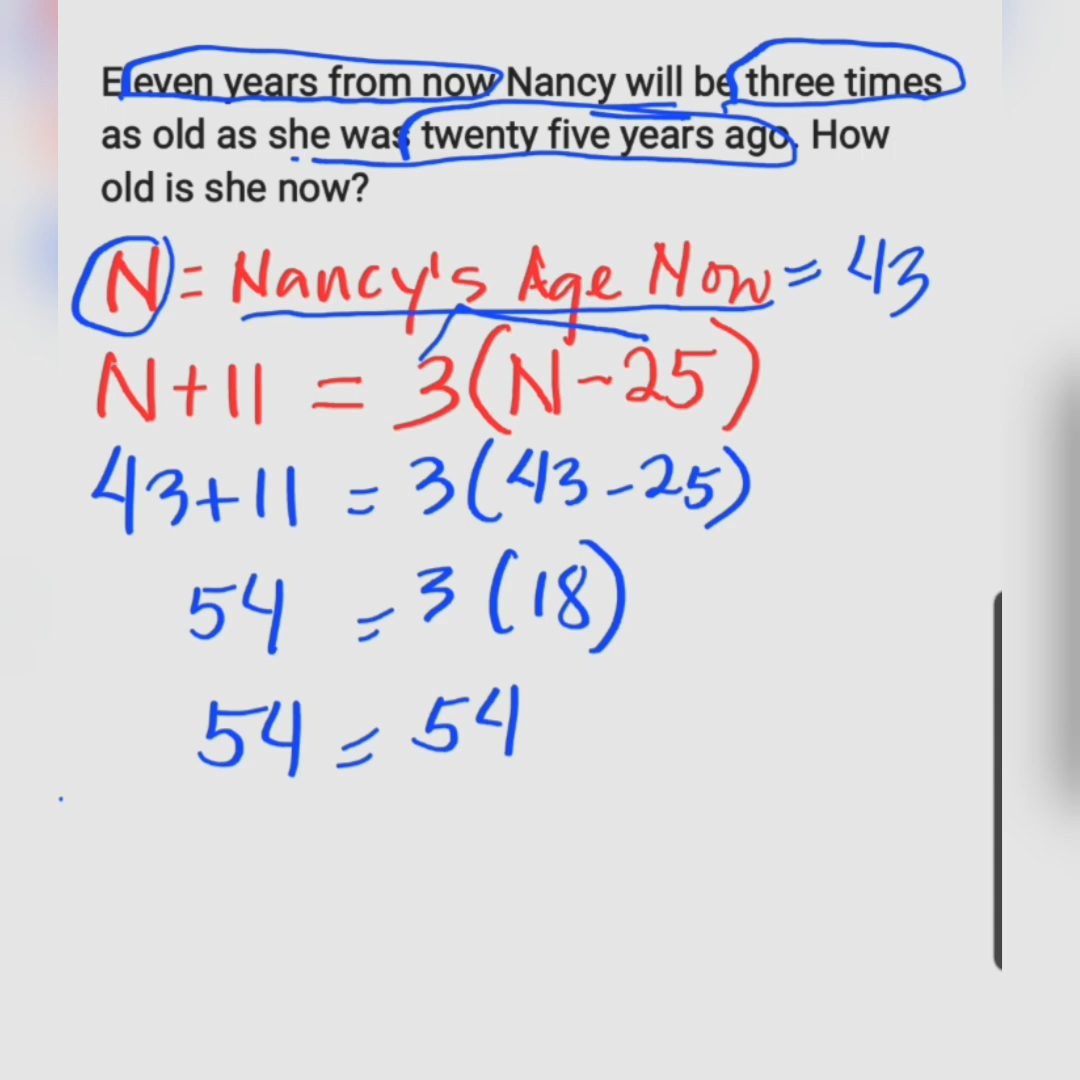 Eleven years from now Nancy will be three times
as old as she was twenty five years ago. How
old is she now?
N = Nancy's Age Now = 43
N+11 = 3(N-25)
43+11 = 3(43-25)
54 = 3(18)
54 = 54